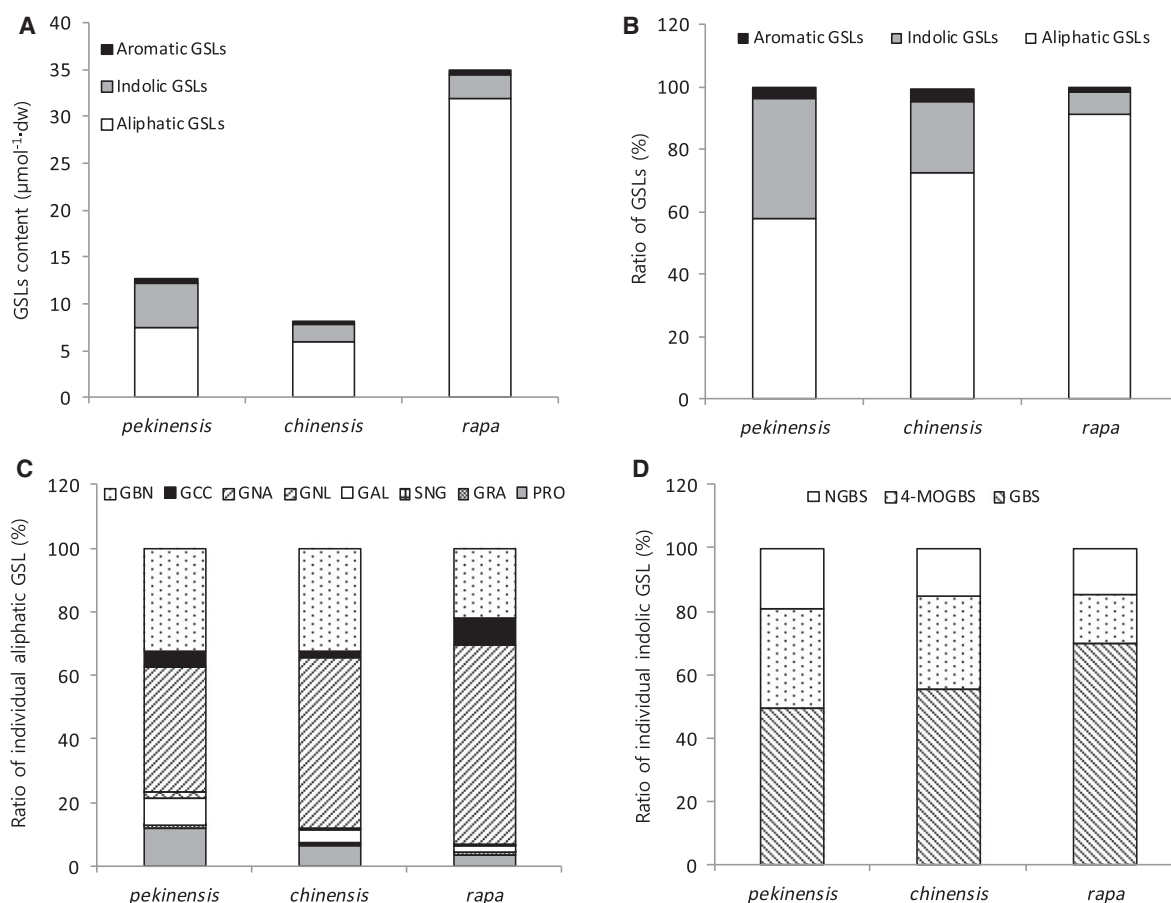 A
GSLs content (µmol⁻¹·dw)
40
35
30
25
20
15
10
5
0
Aromatic GSLs
Indolic GSLs
Aliphatic GSLs
pekinensis chinensis rapa
B
Ratio of GSLs (%)
120
100
80
60
40
20
0
Aromatic GSLs Indolic GSLs Aliphatic GSLs
pekinensis chinensis rapa
C
Ratio of individual aliphatic GSL (%)
120
100
80
60
40
20
0
GBN GCC GNA GNL GAL SNG GRA PRO
pekinensis chinensis rapa
D
Ratio of individual indolic GSL (%)
120
100
80
60
40
20
0
NGBS 4-MOGBS GBS
pekinensis chinensis rapa